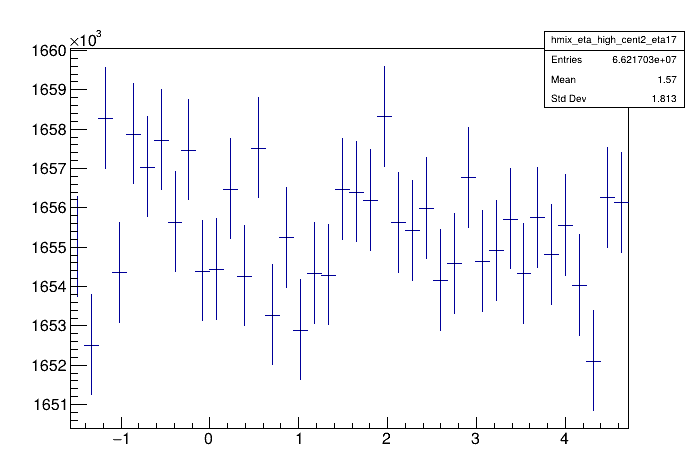 ×10³
hmix_eta_high_cent2_eta17
Entries 6.621703e+07
Mean 1.57
Std Dev 1.813
1660
1659
1658
1657
1656
1655
1654
1653
1652
1651
−1 0 1 2 3 4